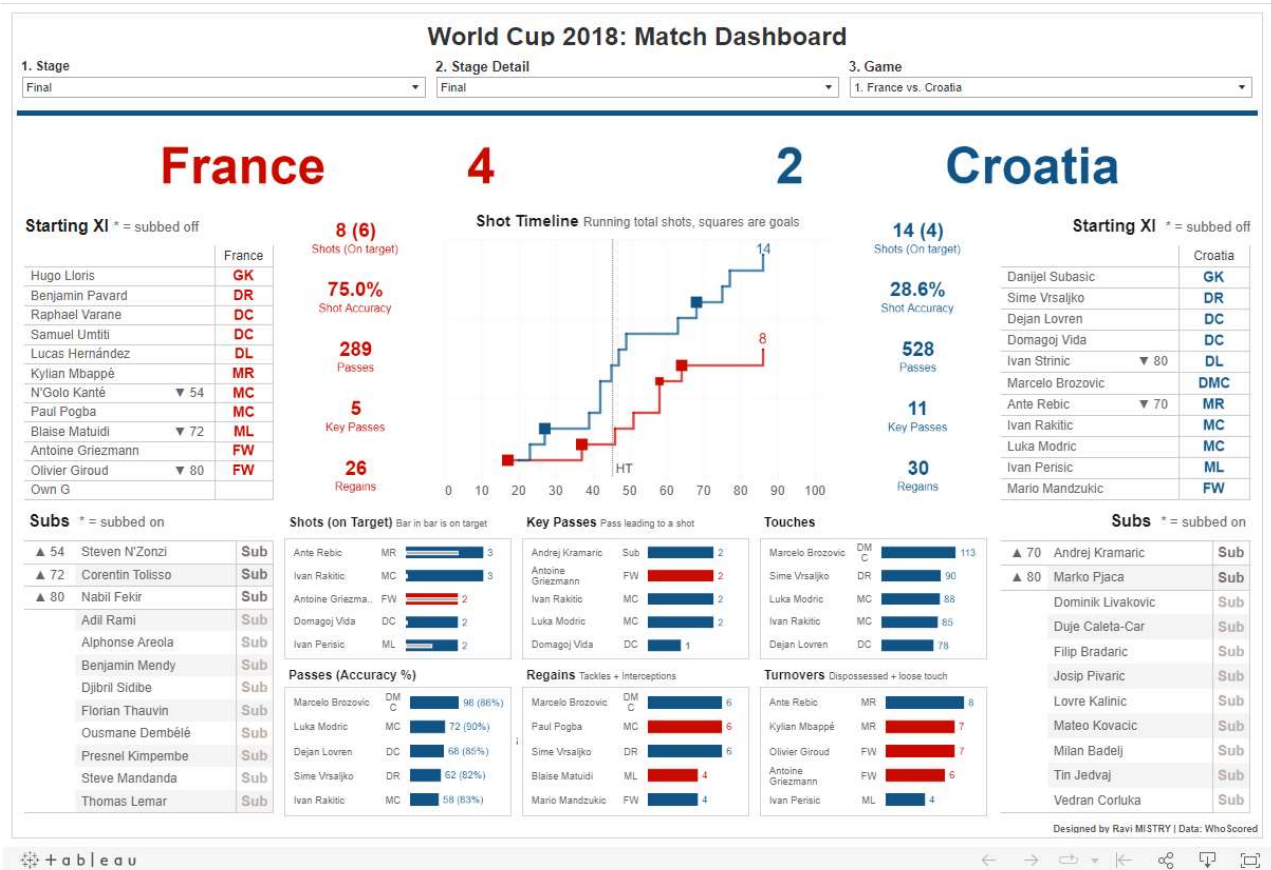 World Cup 2018: Match Dashboard
1. Stage
2. Stage Detail
3. Game
Final
Final
1. France vs. Croatia
France 4 2 Croatia
Starting XI * = subbed off
France
Hugo Lloris GK
Benjamin Pavard DR
Raphael Varane DC
Samuel Umtiti DC
Lucas Hernández DL
Kylian Mbappé MR
N'Golo Kanté ▼ 54 MC
Paul Pogba MC
Blaise Matuidi ▼ 72 ML
Antoine Griezmann FW
Olivier Giroud ▼ 80 FW
Own G
8 (6)
Shots (On target)
75.0%
Shot Accuracy
289
Passes
5
Key Passes
26
Regains
Shot Timeline Running total shots, squares are goals
14
8
HT
0 10 20 30 40 50 60 70 80 90 100
14 (4)
Shots (On target)
28.6%
Shot Accuracy
528
Passes
11
Key Passes
30
Regains
Starting XI * = subbed off
Croatia
Danijel Subasic GK
Sime Vrsaljko DR
Dejan Lovren DC
Domagoj Vida DC
Ivan Strinic ▼ 80 DL
Marcelo Brozovic DMC
Ante Rebic ▼ 70 MR
Ivan Rakitic MC
Luka Modric MC
Ivan Perisic ML
Mario Mandzukic FW
Subs * = subbed on
▲ 54 Steven N'Zonzi Sub
▲ 72 Corentin Tolisso Sub
▲ 80 Nabil Fekir Sub
Adil Rami Sub
Alphonse Areola Sub
Benjamin Mendy Sub
Djibril Sidibe Sub
Florian Thauvin Sub
Ousmane Dembélé Sub
Presnel Kimpembe Sub
Steve Mandanda Sub
Thomas Lemar Sub
Shots (on Target) Bar in bar is on target
Ante Rebic MR 3
Ivan Rakitic MC 3
Antoine Griezma.. FW 2
Domagoj Vida DC 2
Ivan Perisic ML 2
Key Passes Pass leading to a shot
Andrej Kramaric Sub 2
Antoine
Griezmann FW 2
Ivan Rakitic MC 2
Luka Modric MC 2
Domagoj Vida DC 1
Touches
Marcelo Brozovic DM
C 113
Sime Vrsaljko DR 90
Luka Modric MC 88
Ivan Rakitic MC 85
Dejan Lovren DC 78
Passes (Accuracy %)
Marcelo Brozovic DM
C 98 (86%)
Luka Modric MC 72 (90%)
Dejan Lovren DC 68 (85%)
Sime Vrsaljko DR 62 (82%)
Ivan Rakitic MC 58 (83%)
Regains Tackles + Interceptions
Marcelo Brozovic DM
C 6
Paul Pogba MC 6
Sime Vrsaljko DR 6
Blaise Matuidi ML 4
Mario Mandzukic FW 4
Turnovers Dispossessed + loose touch
Ante Rebic MR 8
Kylian Mbappé MR 7
Olivier Giroud FW 7
Antoine
Griezmann FW 6
Ivan Perisic ML 4
Subs * = subbed on
▲ 70 Andrej Kramaric Sub
▲ 80 Marko Pjaca Sub
Dominik Livakovic Sub
Duje Caleta-Car Sub
Filip Bradaric Sub
Josip Pivaric Sub
Lovre Kalinic Sub
Mateo Kovacic Sub
Milan Badelj Sub
Tin Jedvaj Sub
Vedran Corluka Sub
Designed by Ravi MISTRY | Data: WhoScored
+ableau